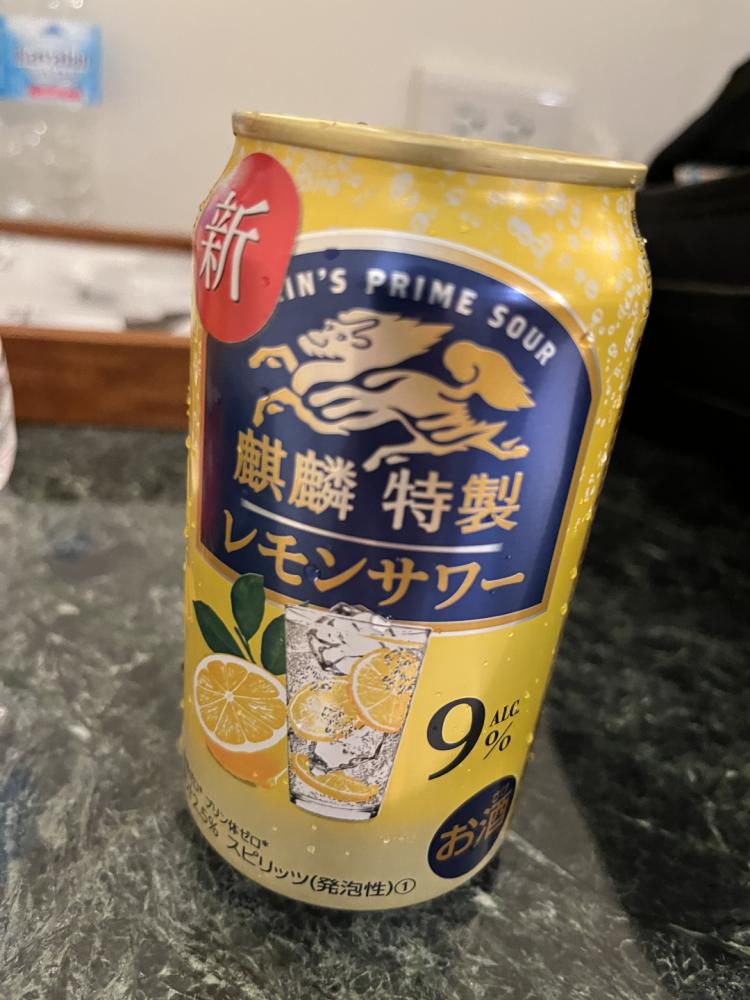 新
PRIME SOUR
麒麟 特製
レモンサワー
9 ALC. %
お酒
プリン体ゼロ*
スピリッツ(発泡性)①